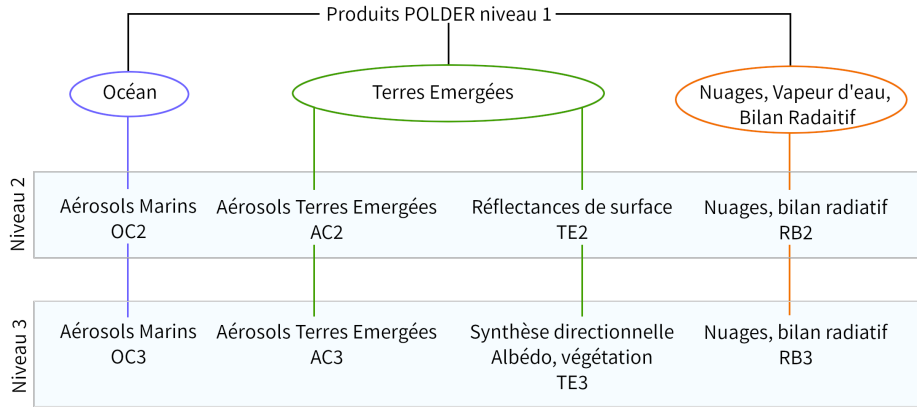 Produits POLDER niveau 1
Océan
Terres Emergées
Nuages, Vapeur d'eau,
Bilan Radaitif
Niveau 2
Aérosols Marins
OC2
Aérosols Terres Emergées
AC2
Réflectances de surface
TE2
Nuages, bilan radiatif
RB2
Niveau 3
Aérosols Marins
OC3
Aérosols Terres Emergées
AC3
Synthèse directionnelle
Albédo, végétation
TE3
Nuages, bilan radiatif
RB3